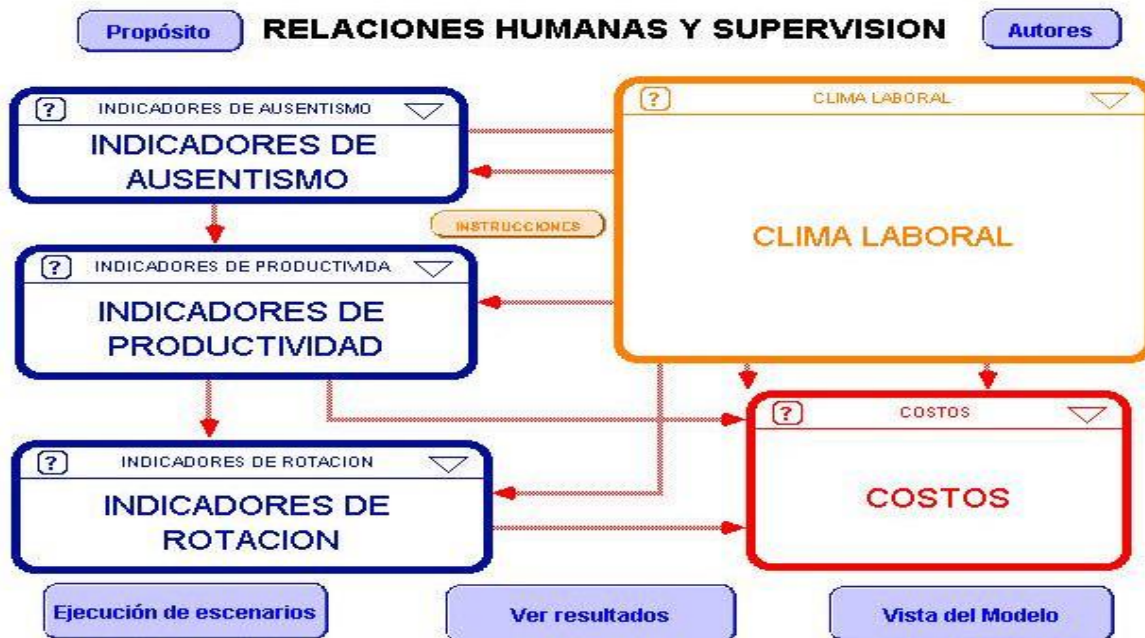 Propósito
RELACIONES HUMANAS Y SUPERVISION
Autores
? INDICADORES DE AUSENTISMO
INDICADORES DE
AUSENTISMO
? CLIMA LABORAL
CLIMA LABORAL
INSTRUCCIONES
? INDICADORES DE PRODUCTIVIDA
INDICADORES DE
PRODUCTIVIDAD
? COSTOS
COSTOS
? INDICADORES DE ROTACION
INDICADORES DE
ROTACION
Ejecución de escenarios
Ver resultados
Vista del Modelo